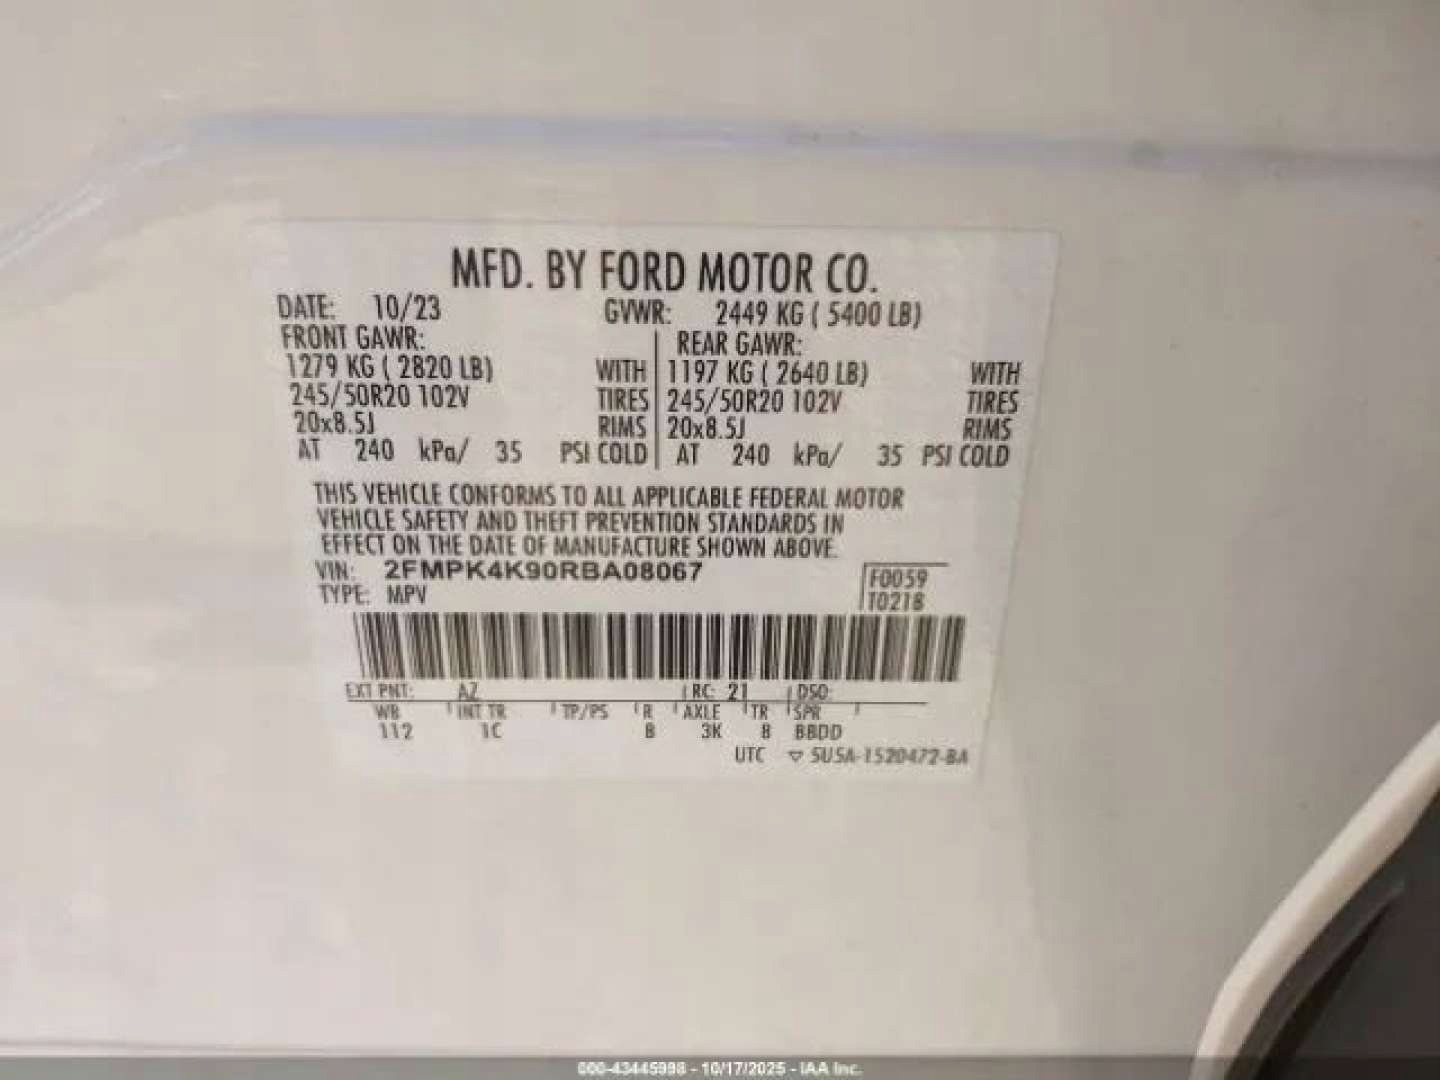 MFD. BY FORD MOTOR CO.
DATE: 10/23 GVWR: 2449 KG ( 5400 LB)
FRONT GAWR: REAR GAWR:
1279 KG ( 2820 LB) WITH 1197 KG ( 2640 LB) WITH
245/50R20 102V TIRES 245/50R20 102V TIRES
20x8.5J RIMS 20x8.5J RIMS
AT 240 kPa/ 35 PSI COLD AT 240 kPa/ 35 PSI COLD
THIS VEHICLE CONFORMS TO ALL APPLICABLE FEDERAL MOTOR
VEHICLE SAFETY AND THEFT PREVENTION STANDARDS IN
EFFECT ON THE DATE OF MANUFACTURE SHOWN ABOVE.
VIN: 2FMPK4K90RBA08067 F0059
TYPE: MPV T0218
EXT PNT: AZ RC: 21 DSO:
WB INT TR TP/PS R AXLE TR SPR
112 1C B 3K 8 BBDD
UTC ▽ 5U5A-1520472-BA
000-43445998 - 10/17/2025 - IAA Inc.